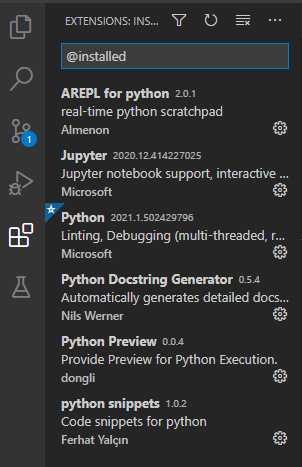 EXTENSIONS: INS...
@installed
AREPL for python 2.0.1
real-time python scratchpad
Almenon
1
Jupyter 2020.12.414227025
Jupyter notebook support, interactive ...
Microsoft
Python 2021.1.502429796
Linting, Debugging (multi-threaded, r...
Microsoft
Python Docstring Generator 0.5.4
Automatically generates detailed docs...
Nils Werner
Python Preview 0.0.4
Provide Preview for Python Execution.
dongli
python snippets 1.0.2
Code snippets for python
Ferhat Yalçın